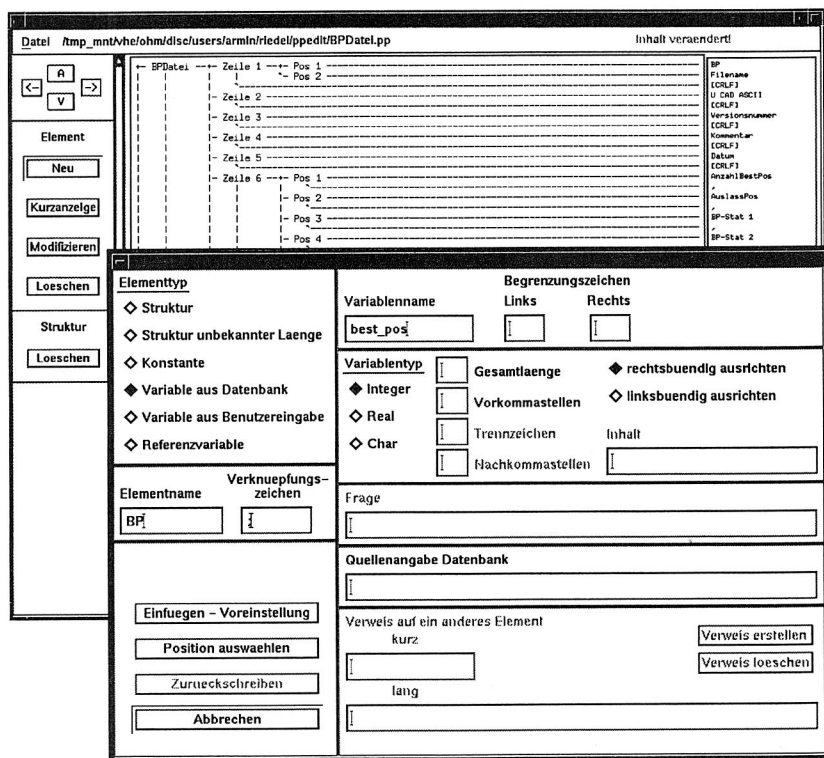 Datei /tmp_mnt/vhe/ohm/disc/users/armin/riedel/ppedit/BPDatei.pp Inhalt veraendert!
A
<- ->
V
Element
Neu
Kurzanzeige
Modifizieren
Loeschen
Struktur
Loeschen
BPDatei Zeile 1 Pos 1 BP
Pos 2 Filename
[CRLF]
Zeile 2 U CAD ASCII
[CRLF]
Zeile 3 Versionsnummer
[CRLF]
Zeile 4 Kommentar
[CRLF]
Zeile 5 Datum
[CRLF]
Zeile 6 Pos 1 AnzahlBestPos
,
Pos 2 AuslassPos
,
Pos 3 BP-Stat 1
,
Pos 4 BP-Stat 2
Elementtyp
Struktur
Struktur unbekannter Laenge
Konstante
Variable aus Datenbank
Variable aus Benutzereingabe
Referenzvariable
Elementname
Verknuepfungs-
zeichen
BP
Einfuegen – Voreinstellung
Position auswaehlen
Zurueckschreiben
Abbrechen
Variablenname
best_pos
Begrenzungszeichen
Links Rechts
Variablentyp
Integer
Real
Char
Gesamtlaenge
Vorkommastellen
Trennzeichen
Nachkommastellen
rechtsbuendig ausrichten
linksbuendig ausrichten
Inhalt
Frage
Quellenangabe Datenbank
Verweis auf ein anderes Element
kurz
lang
Verweis erstellen
Verweis loeschen